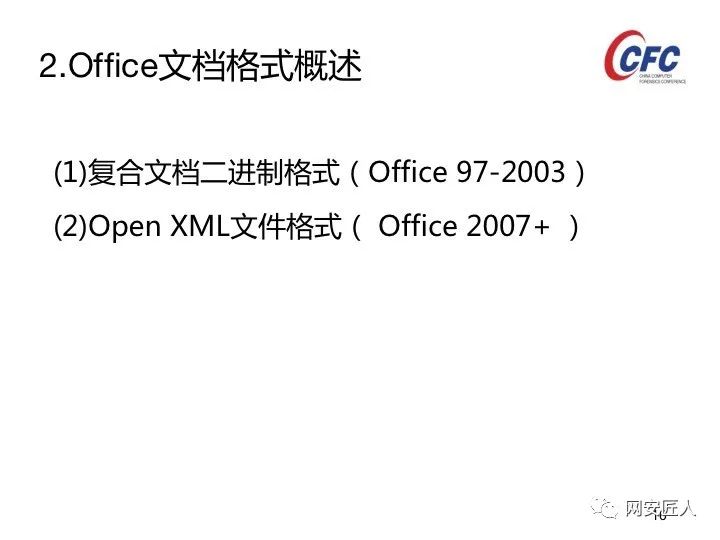 2.Office文档格式概述
CFC
CHINA COMPUTER
FORENSICS CONFERENCE
(1)复合文档二进制格式（Office 97-2003）
(2)Open XML文件格式（ Office 2007+ ）
网安匠人
16